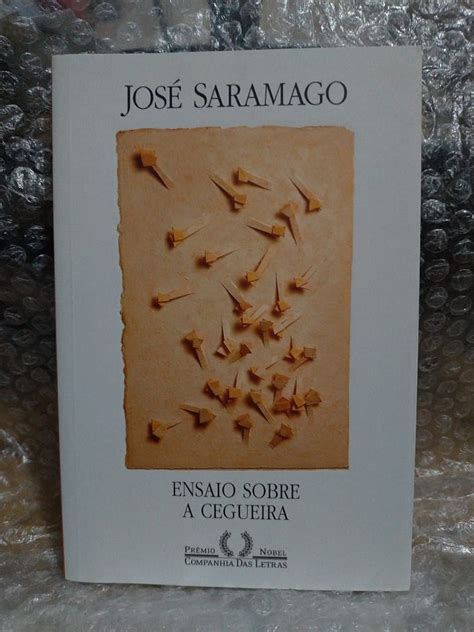 JOSÉ SARAMAGO
ENSAIO SOBRE
A CEGUEIRA
PRÊMIO NOBEL
COMPANHIA DAS LETRAS